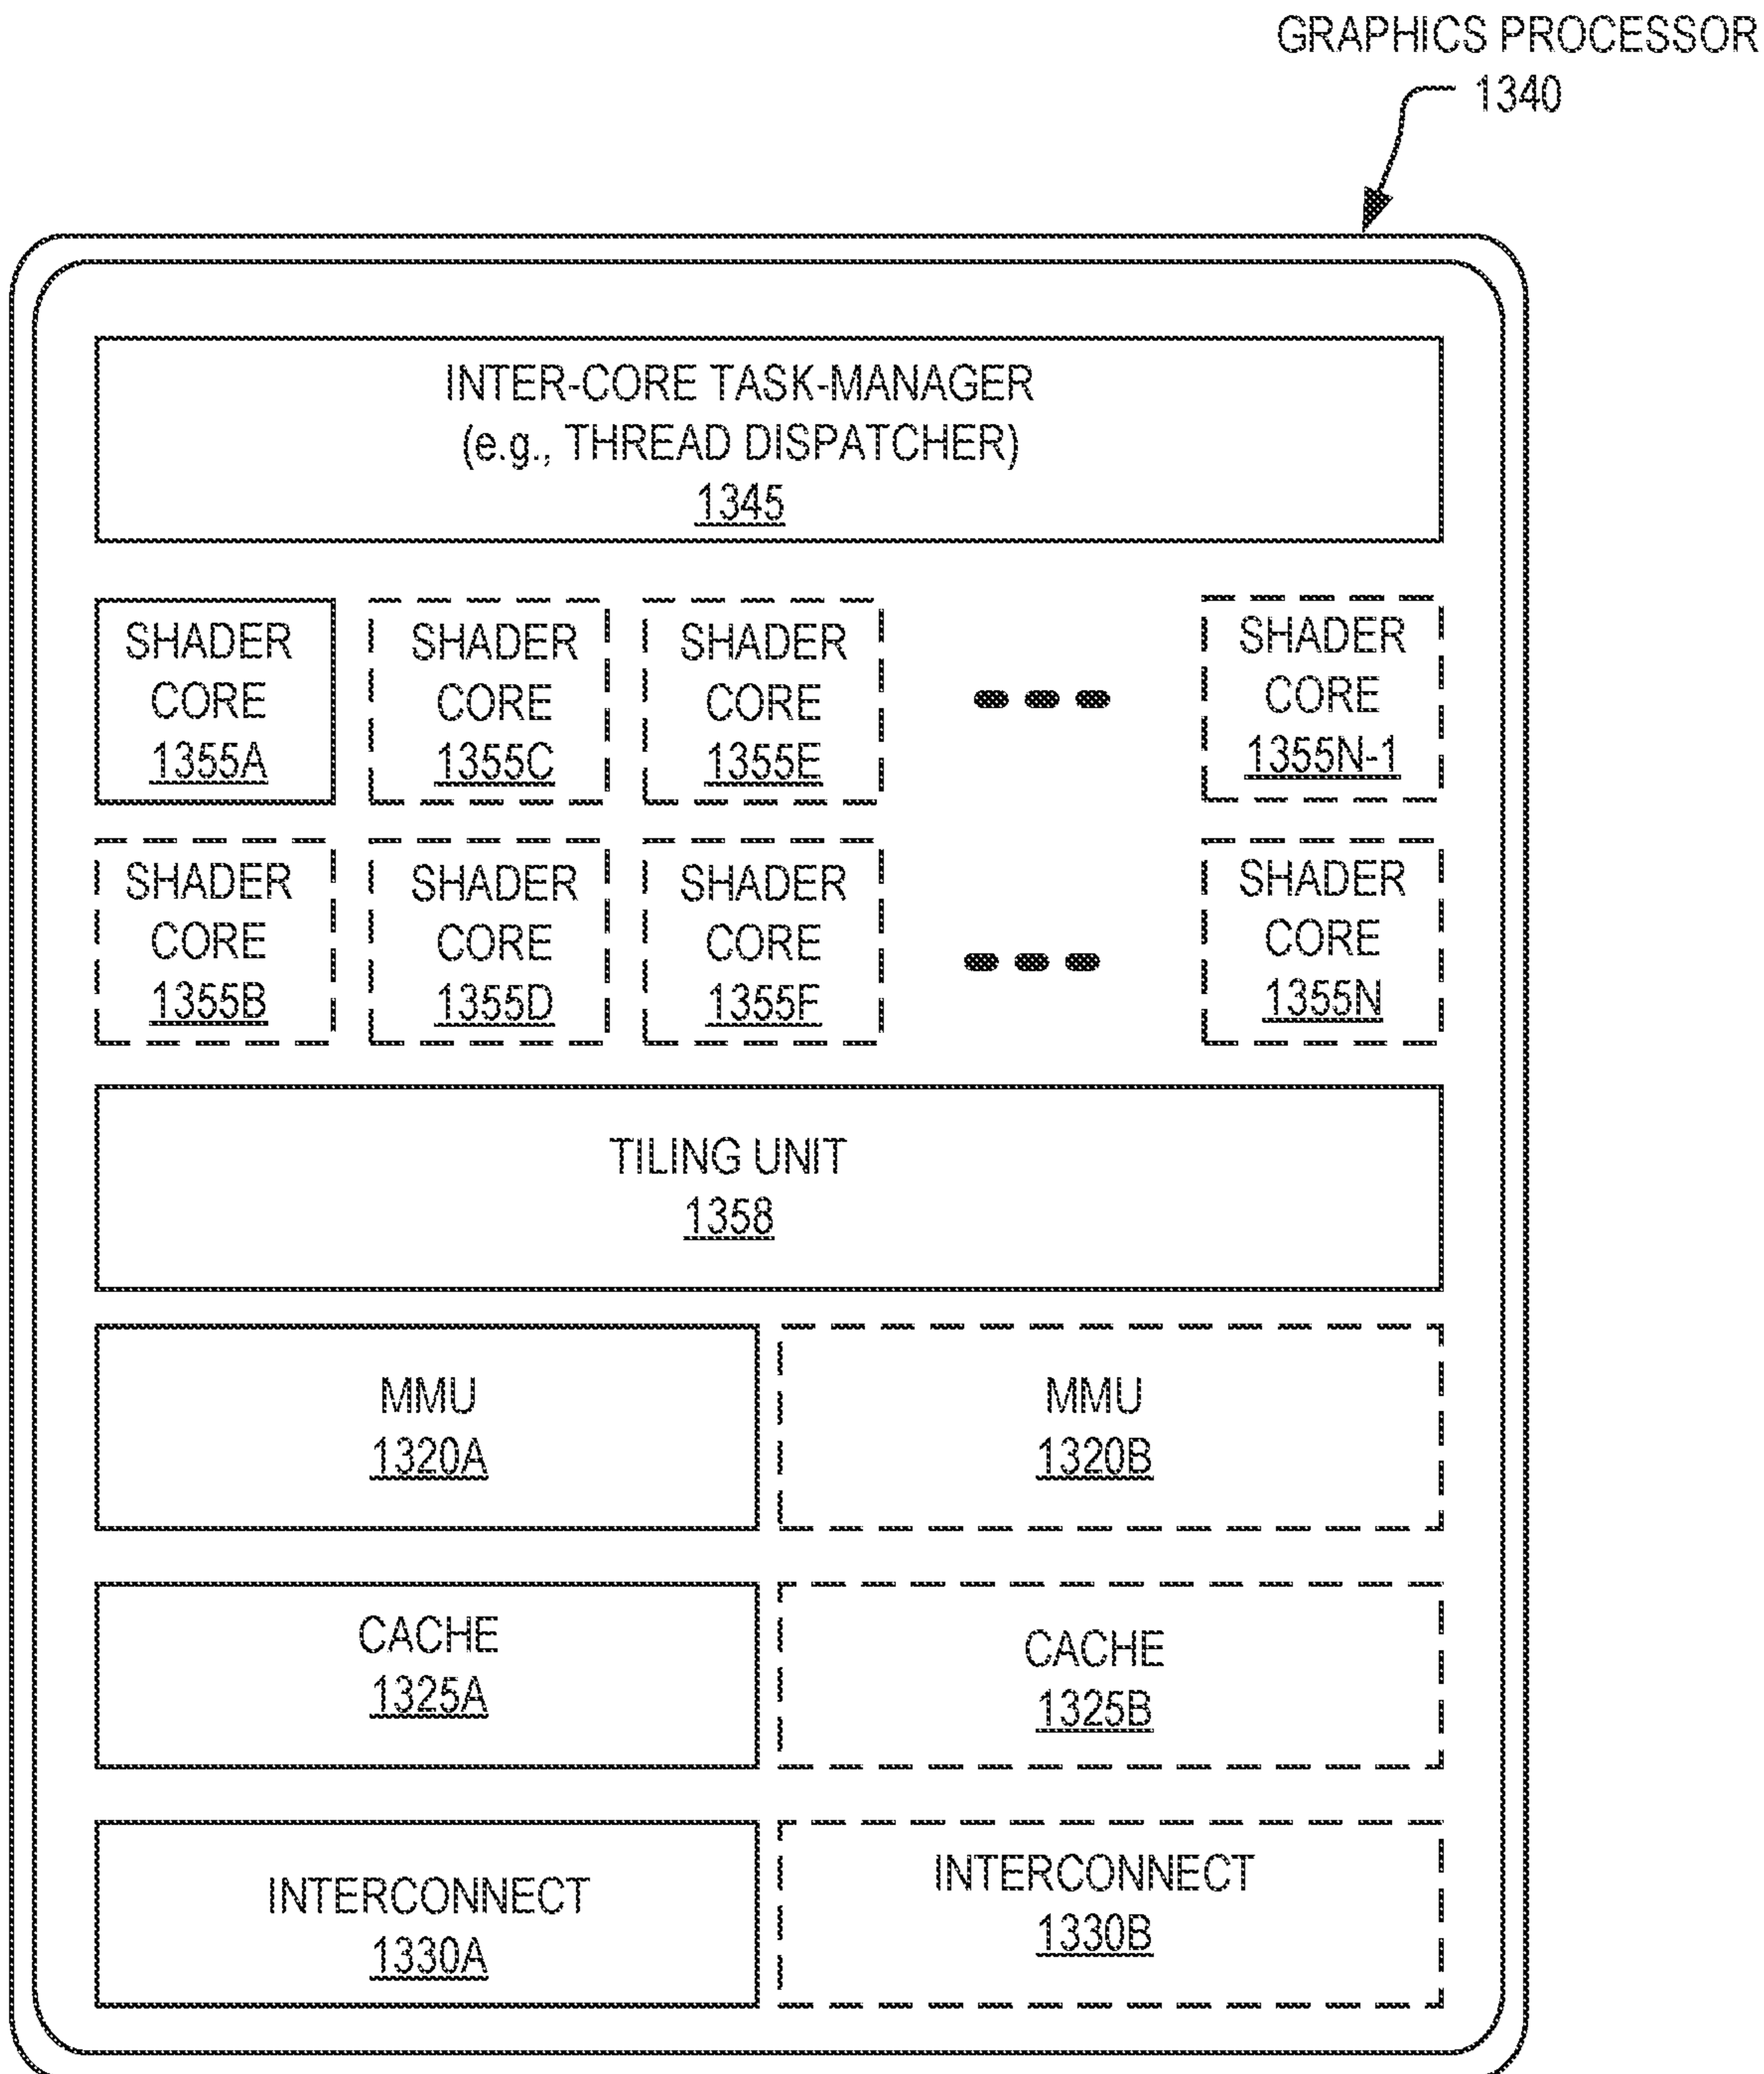 GRAPHICS PROCESSOR
1340
INTER-CORE TASK-MANAGER
(e.g., THREAD DISPATCHER)
1345
SHADER
CORE
1355A
SHADER
CORE
1355C
SHADER
CORE
1355E
SHADER
CORE
1355N-1
SHADER
CORE
1355B
SHADER
CORE
1355D
SHADER
CORE
1355F
SHADER
CORE
1355N
TILING UNIT
1358
MMU
1320A
MMU
1320B
CACHE
1325A
CACHE
1325B
INTERCONNECT
1330A
INTERCONNECT
1330B